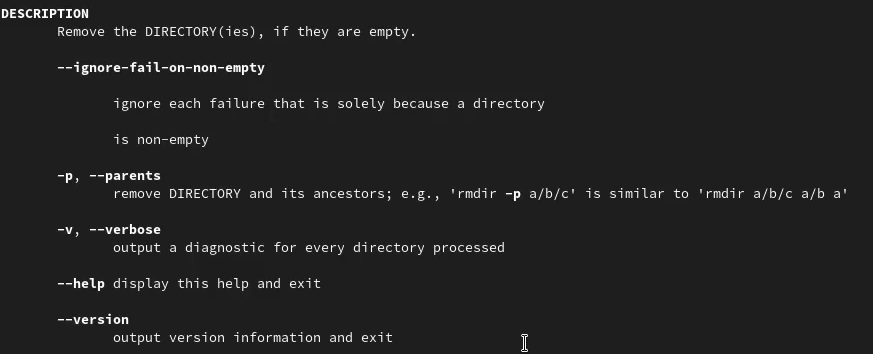 DESCRIPTION
Remove the DIRECTORY(ies), if they are empty.
--ignore-fail-on-non-empty
ignore each failure that is solely because a directory
is non-empty
-p, --parents
remove DIRECTORY and its ancestors; e.g., 'rmdir -p a/b/c' is similar to 'rmdir a/b/c a/b a'
-v, --verbose
output a diagnostic for every directory processed
--help display this help and exit
--version
output version information and exit